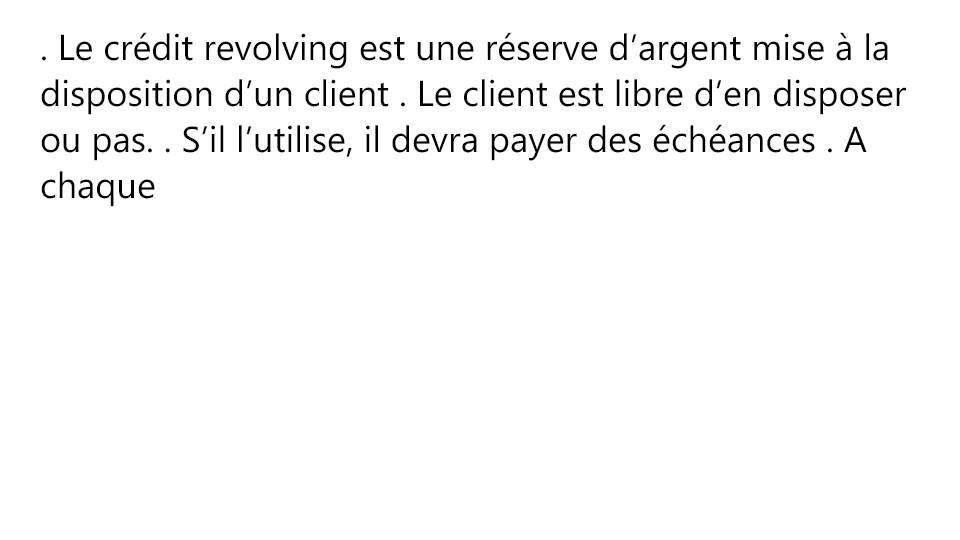 . Le crédit revolving est une réserve d’argent mise à la
disposition d’un client . Le client est libre d’en disposer
ou pas. . S’il l’utilise, il devra payer des échéances . A
chaque